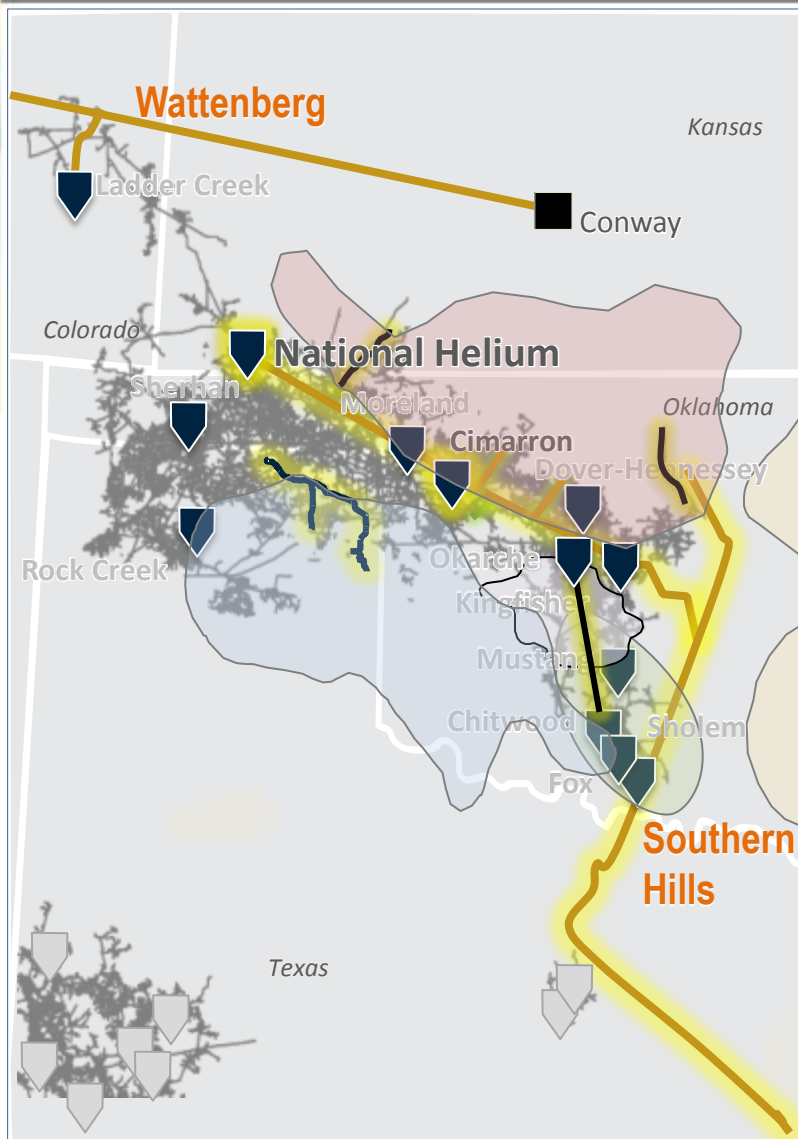 Wattenberg
Kansas
Ladder Creek
Conway
Colorado
National Helium
Sherhan
Moreland
Oklahoma
Cimarron
Dover-Hennessey
Okarche
Rock Creek
Kingfisher
Mustang
Chitwood
Sholem
Fox
Southern
Hills
Texas